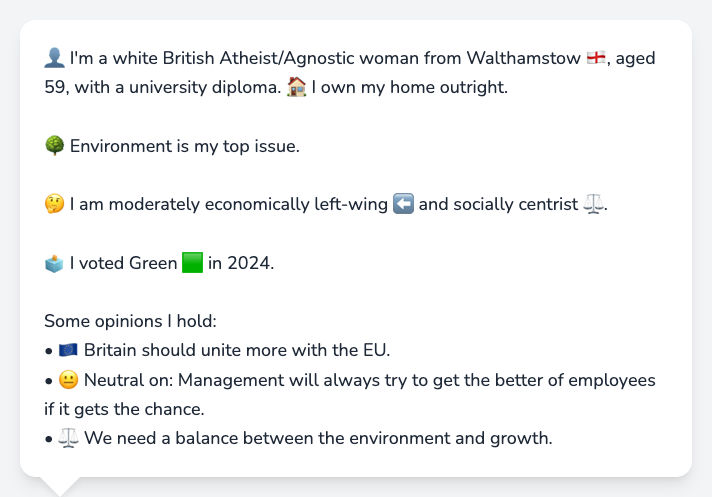 👤 I'm a white British Atheist/Agnostic woman from Walthamstow 🏴󠁧󠁢󠁥󠁮󠁧󠁿, aged
59, with a university diploma. 🏠 I own my home outright.
🌳 Environment is my top issue.
🤔 I am moderately economically left-wing ⬅️ and socially centrist ⚖️.
🗳️ I voted Green 🟩 in 2024.
Some opinions I hold:
• 🇪🇺 Britain should unite more with the EU.
• 😐 Neutral on: Management will always try to get the better of employees
if it gets the chance.
• ⚖️ We need a balance between the environment and growth.